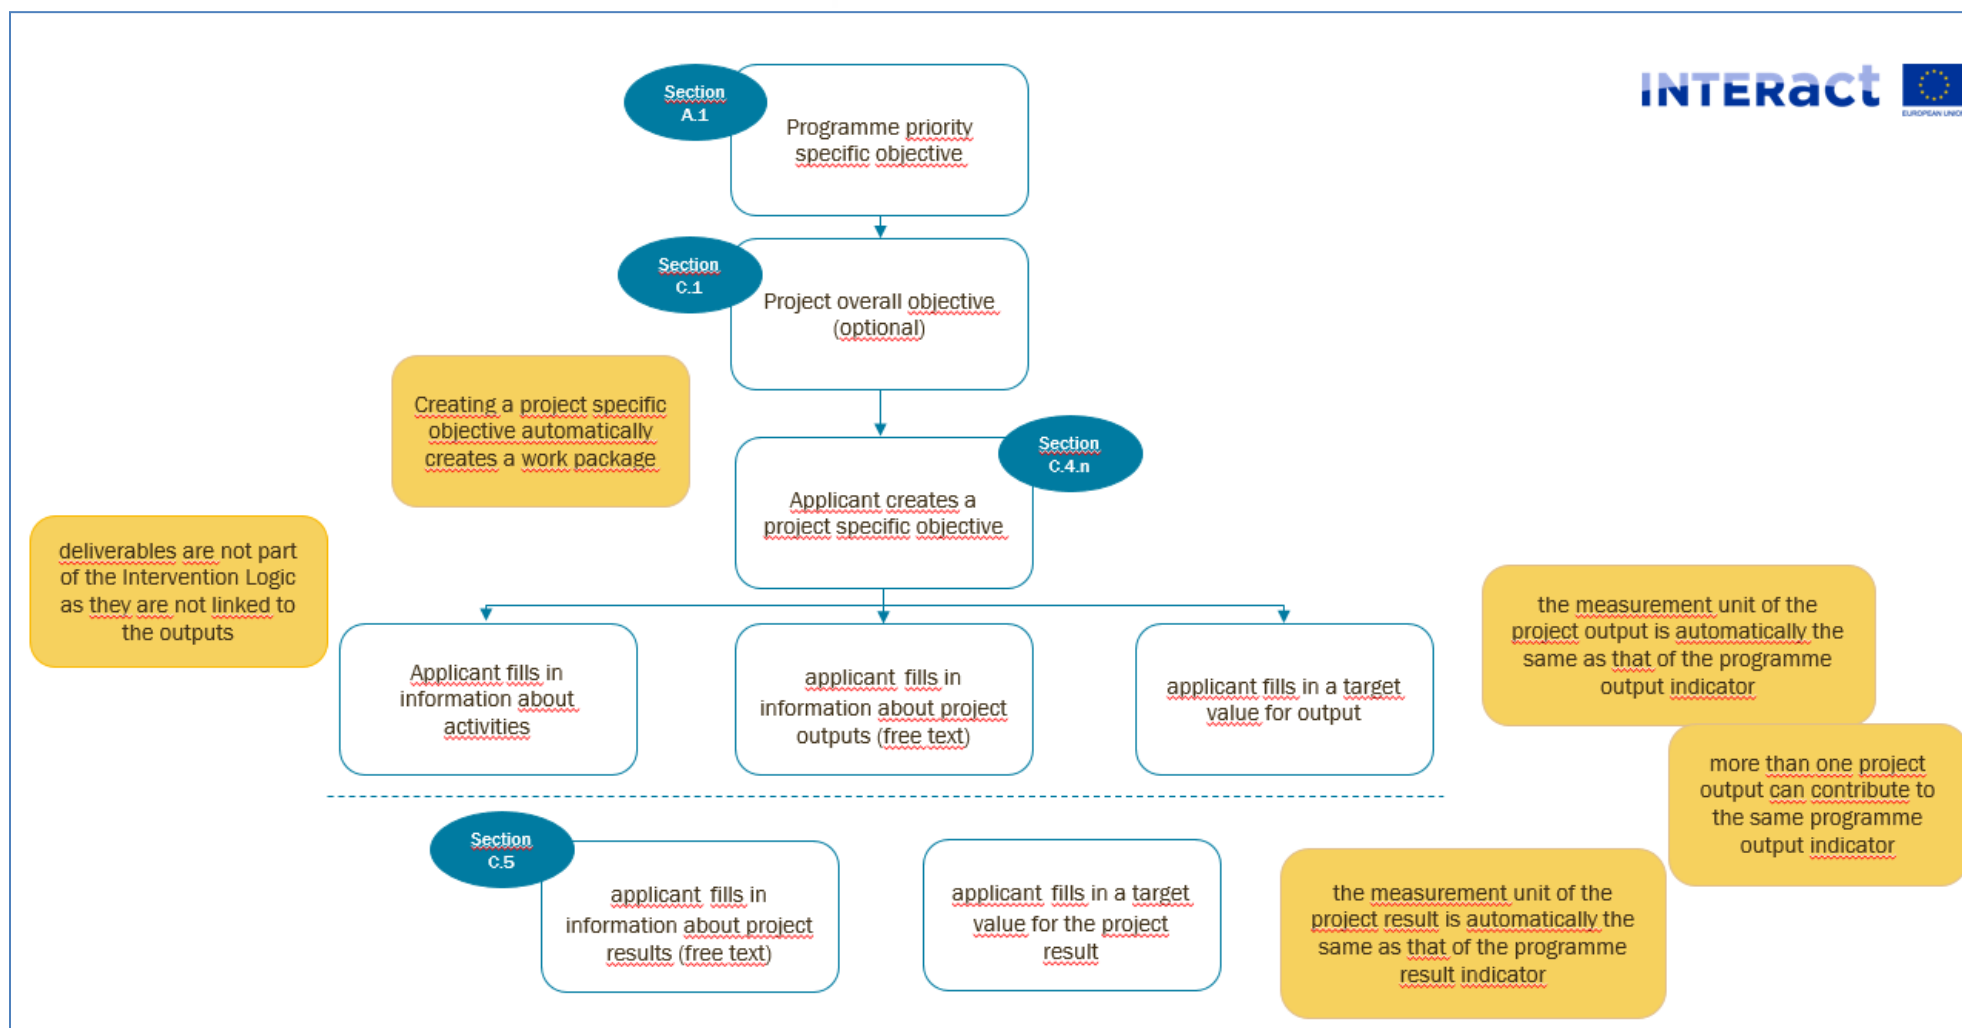 INTERact
EUROPEAN UNION
Section
A.1
Programme priority
specific objective
Section
C.1
Project overall objective
(optional)
Creating a project specific
objective automatically
creates a work package
Section
C.4.n
Applicant creates a
project specific objective
deliverables are not part
of the Intervention Logic
as they are not linked to
the outputs
Applicant fills in
information about
activities
applicant fills in
information about project
outputs (free text)
applicant fills in a target
value for output
the measurement unit of the
project output is automatically the
same as that of the programme
output indicator
more than one project
output can contribute to
the same programme
output indicator
Section
C.5
applicant fills in
information about project
results (free text)
applicant fills in a target
value for the project
result
the measurement unit of the
project result is automatically the
same as that of the programme
result indicator